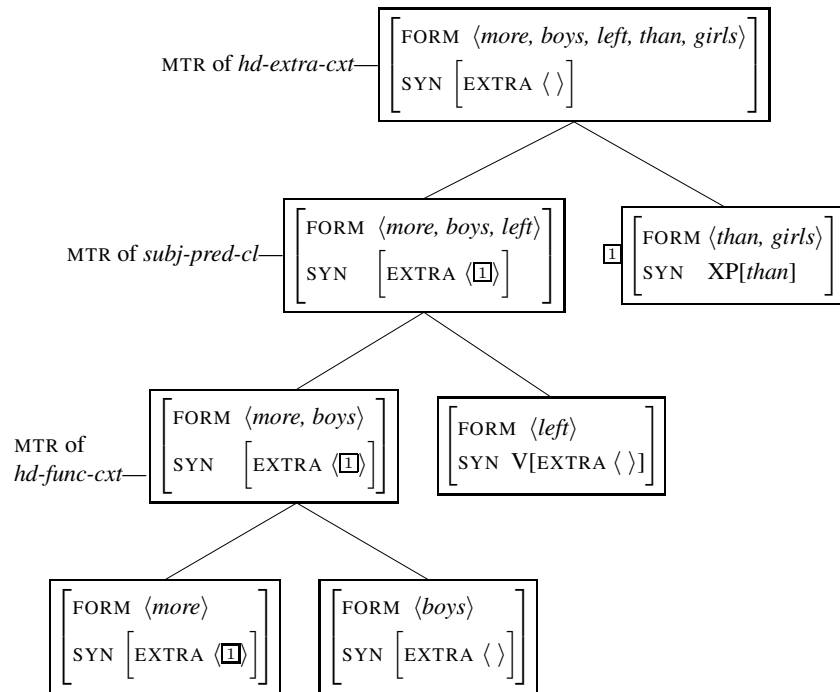 FORM ⟨more, boys, left, than, girls⟩
MTR of hd-extra-cxt
SYN [EXTRA ⟨ ⟩]
FORM ⟨more, boys, left⟩
MTR of subj-pred-cl
SYN [EXTRA ⟨1⟩]
1
FORM ⟨than, girls⟩
SYN XP[than]
FORM ⟨more, boys⟩
MTR of
hd-func-cxt
SYN [EXTRA ⟨1⟩]
FORM ⟨left⟩
SYN V[EXTRA ⟨ ⟩]
FORM ⟨more⟩
SYN [EXTRA ⟨1⟩]
FORM ⟨boys⟩
SYN [EXTRA ⟨ ⟩]